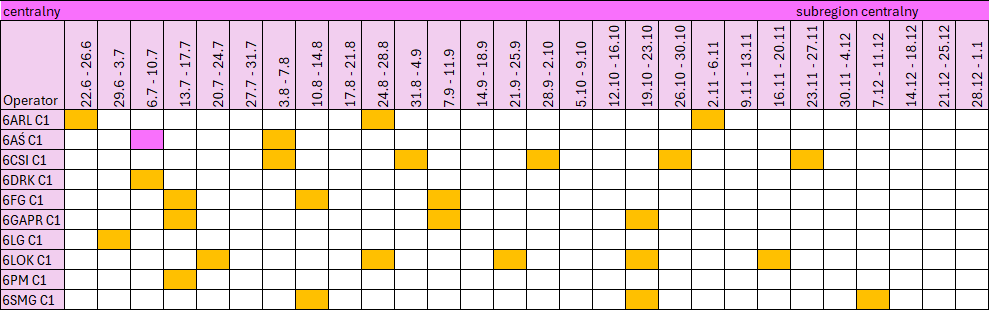 centralny subregion centralny
Operator 22.6 - 26.6 29.6 - 3.7 6.7 - 10.7 13.7 - 17.7 20.7 - 24.7 27.7 - 31.7 3.8 - 7.8 10.8 - 14.8 17.8 - 21.8 24.8 - 28.8 31.8 - 4.9 7.9 - 11.9 14.9 - 18.9 21.9 - 25.9 28.9 - 2.10 5.10 - 9.10 12.10 - 16.10 19.10 - 23.10 26.10 - 30.10 2.11 - 6.11 9.11 - 13.11 16.11 - 20.11 23.11 - 27.11 30.11 - 4.12 7.12 - 11.12 14.12 - 18.12 21.12 - 25.12 28.12 - 1.1
6ARL C1
6AŚ C1
6CSI C1
6DRK C1
6FG C1
6GAPR C1
6LG C1
6LOK C1
6PM C1
6SMG C1